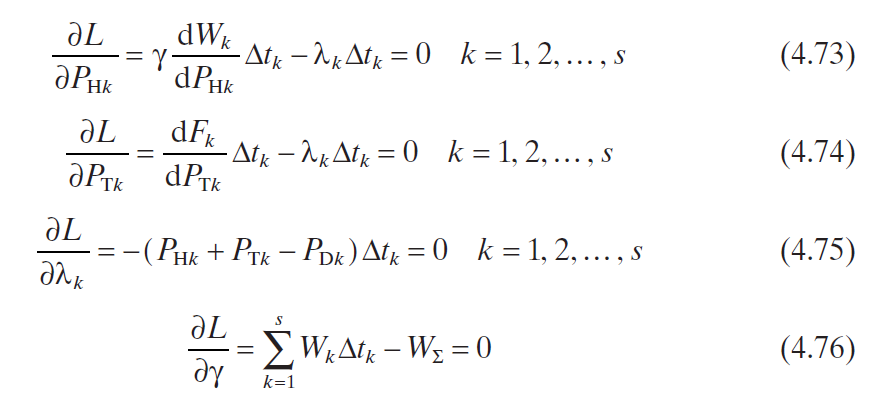 ∂L/∂P_Hk = γ dW_k/dP_Hk Δt_k − λ_k Δt_k = 0 k = 1, 2, ..., s (4.73)
∂L/∂P_Tk = dF_k/dP_Tk Δt_k − λ_k Δt_k = 0 k = 1, 2, ..., s (4.74)
∂L/∂λ_k = −(P_Hk + P_Tk − P_Dk) Δt_k = 0 k = 1, 2, ..., s (4.75)
∂L/∂γ = ∑_{k=1}^{s} W_k Δt_k − W_Σ = 0 (4.76)